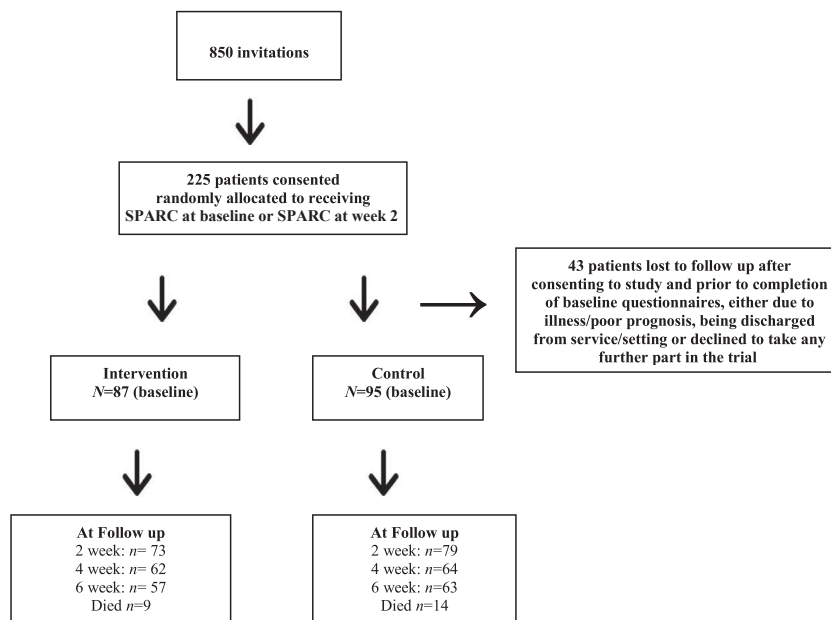 850 invitations
225 patients consented
randomly allocated to receiving
SPARC at baseline or SPARC at week 2
43 patients lost to follow up after
consenting to study and prior to completion
of baseline questionnaires, either due to
illness/poor prognosis, being discharged
from service/setting or declined to take any
further part in the trial
Intervention
N=87 (baseline)
Control
N=95 (baseline)
At Follow up
2 week: n= 73
4 week: n= 62
6 week: n= 57
Died n=9
At Follow up
2 week: n=79
4 week: n=64
6 week: n=63
Died n=14